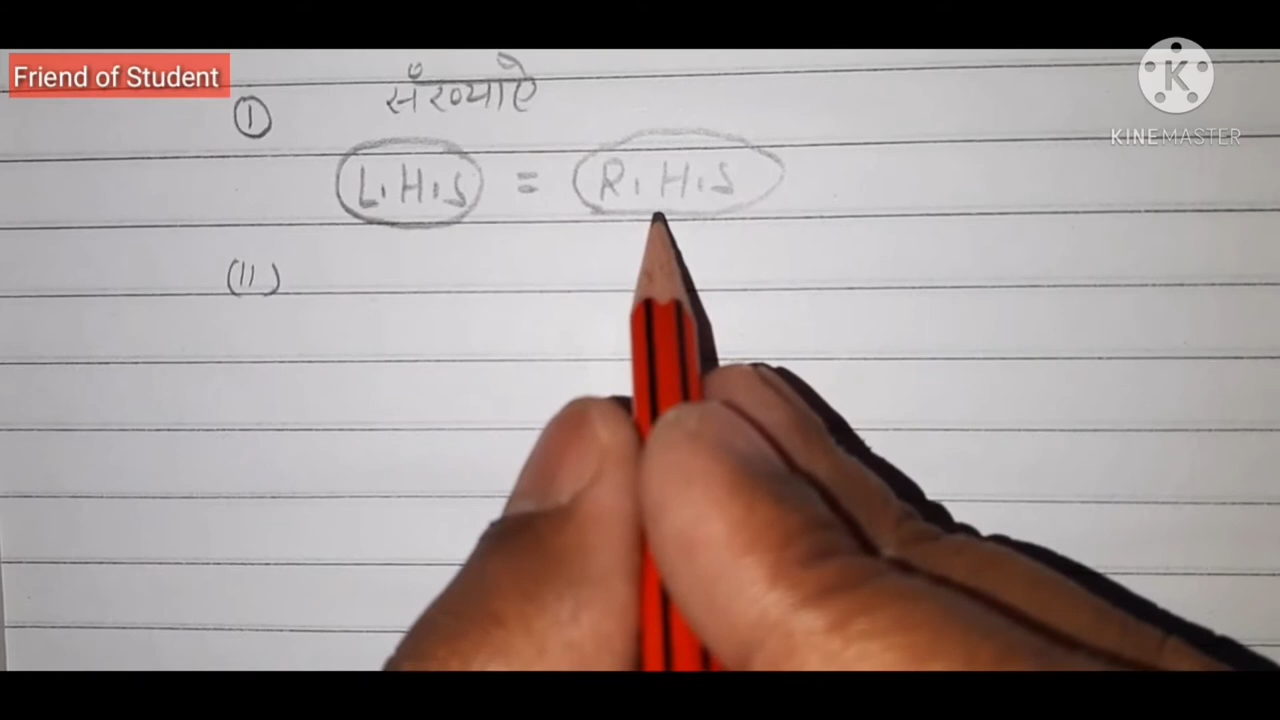 Friend of Student
संख्याऐ
①
L.H.S = R.H.S
(II)
K
KINEMASTER